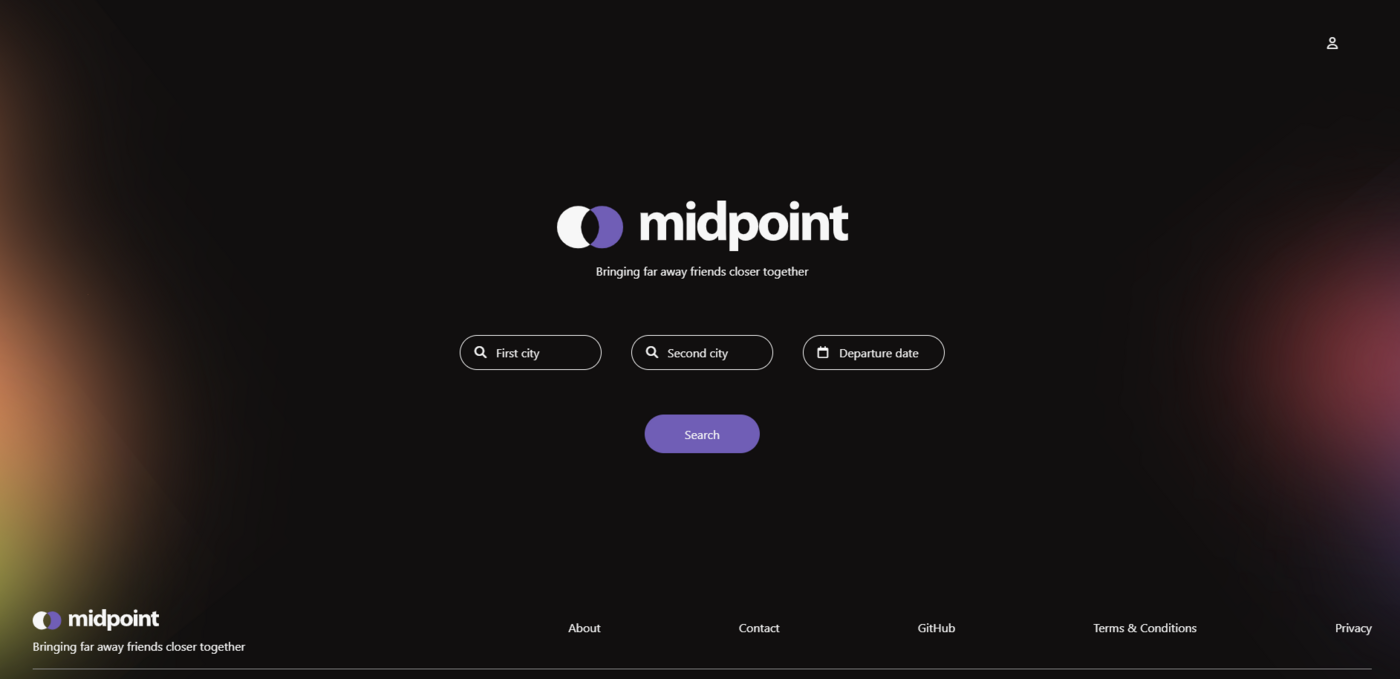 midpoint
Bringing far away friends closer together
First city
Second city
Departure date
Search
midpoint
Bringing far away friends closer together
About
Contact
GitHub
Terms & Conditions
Privacy